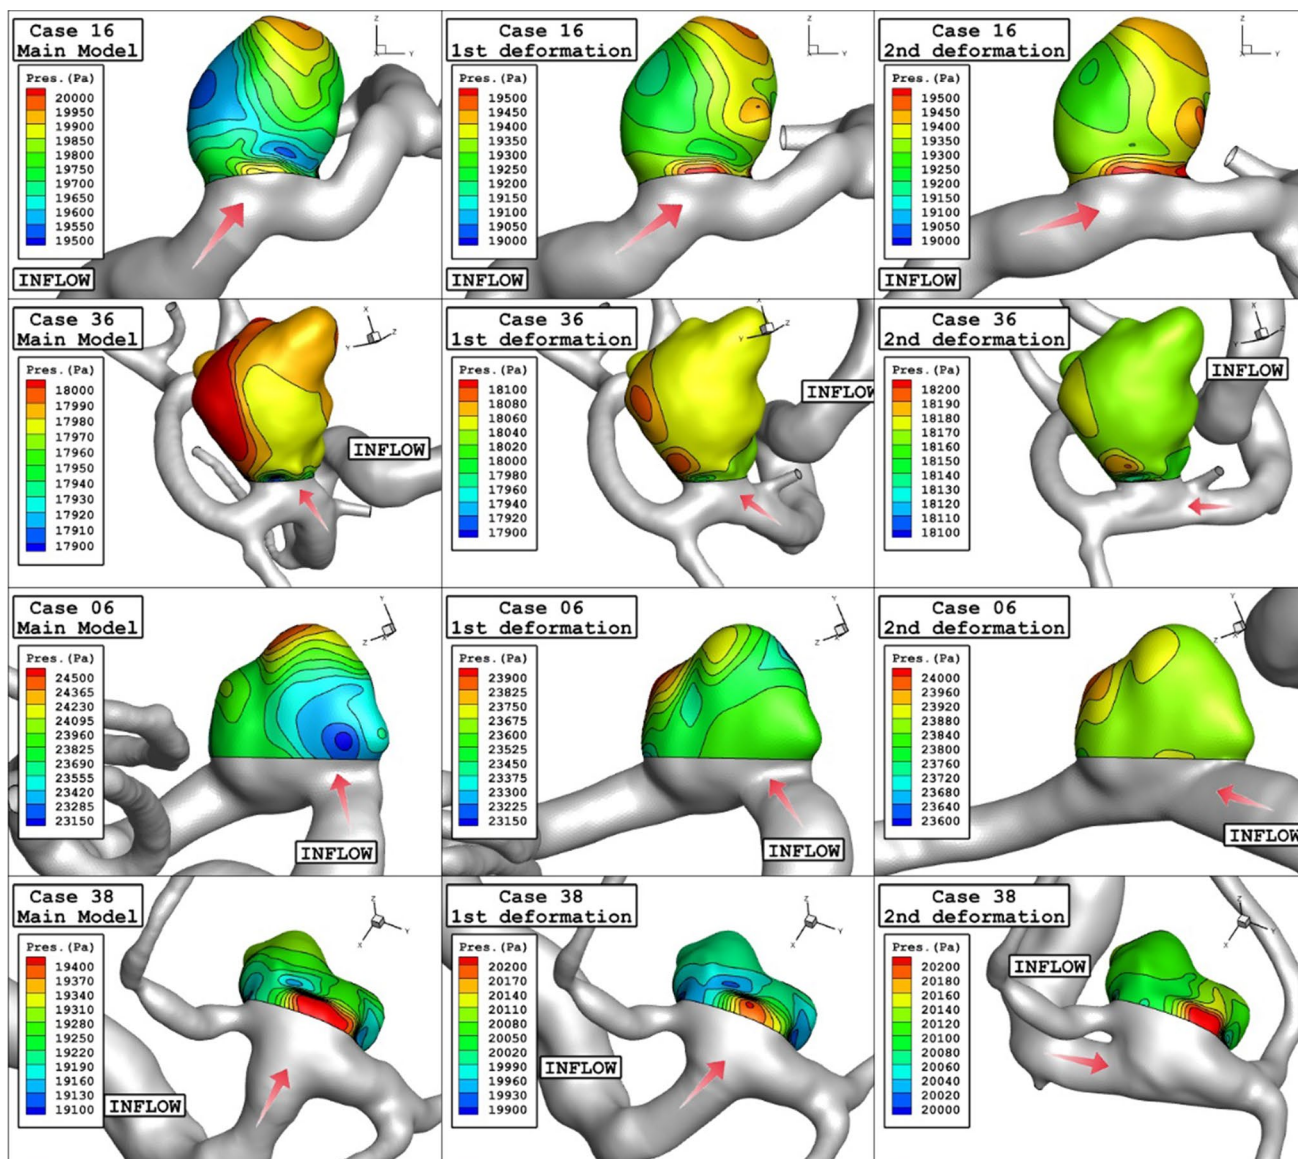 Case 16
Main Model
Pres.(Pa)
20000
19950
19900
19850
19800
19750
19700
19650
19600
19550
19500
INFLOW
Z
X
Y
Case 16
1st deformation
Pres.(Pa)
19500
19450
19400
19350
19300
19250
19200
19150
19100
19050
19000
INFLOW
Z
Y
Case 16
2nd deformation
Pres.(Pa)
19500
19450
19400
19350
19300
19250
19200
19150
19100
19050
19000
INFLOW
Z
Y
Case 36
Main Model
Pres.(Pa)
18000
17990
17980
17970
17960
17950
17940
17930
17920
17910
17900
INFLOW
X
Y
Z
Case 36
1st deformation
Pres.(Pa)
18100
18080
18060
18040
18020
18000
17980
17960
17940
17920
17900
INFLOW
X
Y
Z
Case 36
2nd deformation
Pres.(Pa)
18200
18190
18180
18170
18160
18150
18140
18130
18120
18110
18100
INFLOW
X
Y
Z
Case 06
Main Model
Pres.(Pa)
24500
24365
24230
24095
23960
23825
23690
23555
23420
23285
23150
INFLOW
Y
Z
X
Case 06
1st deformation
Pres.(Pa)
23900
23825
23750
23675
23600
23525
23450
23375
23300
23225
23150
INFLOW
Y
Z
Case 06
2nd deformation
Pres.(Pa)
24000
23960
23920
23880
23840
23800
23760
23720
23680
23640
23600
INFLOW
Y
Z
Case 38
Main Model
Pres.(Pa)
19400
19370
19340
19310
19280
19250
19220
19190
19160
19130
19100
INFLOW
Z
X
Y
Case 38
1st deformation
Pres.(Pa)
20200
20170
20140
20110
20080
20050
20020
19990
19960
19930
19900
INFLOW
Z
X
Y
Case 38
2nd deformation
Pres.(Pa)
20200
20180
20160
20140
20120
20100
20080
20060
20040
20020
20000
INFLOW
Z
X
Y